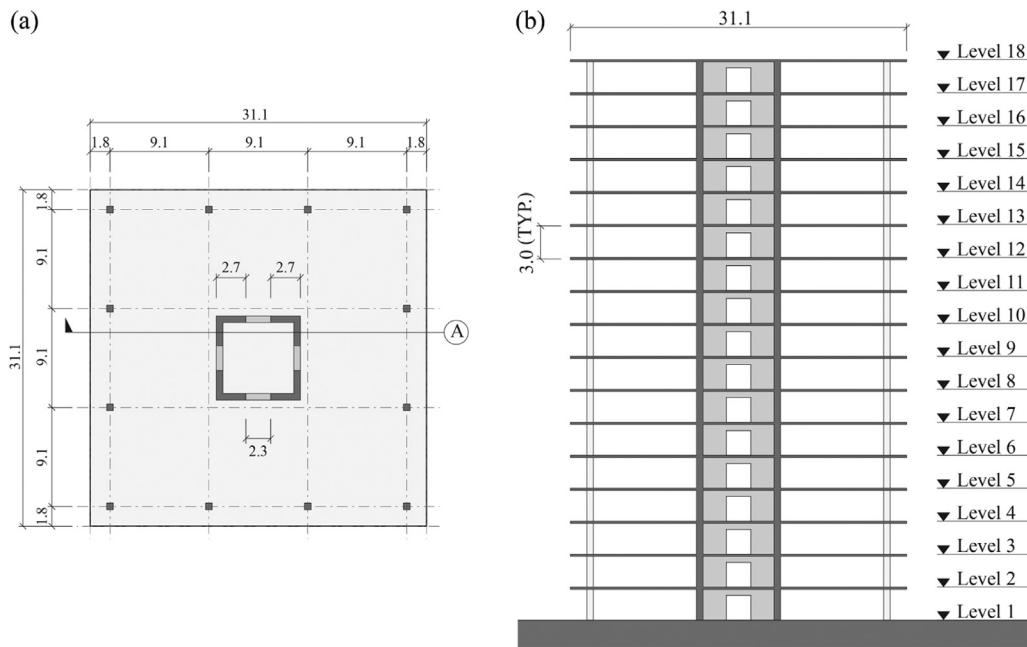 (a)
31.1
1.8
9.1
9.1
9.1
1.8
31.1
1.8
9.1
9.1
9.1
1.8
2.7
2.7
2.3
A
(b)
31.1
3.0 (TYP.)
Level 18
Level 17
Level 16
Level 15
Level 14
Level 13
Level 12
Level 11
Level 10
Level 9
Level 8
Level 7
Level 6
Level 5
Level 4
Level 3
Level 2
Level 1